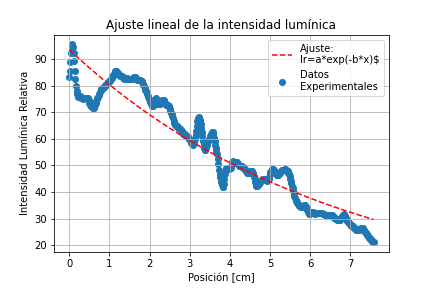 Ajuste lineal de la intensidad lumínica
Intensidad Lumínica Relativa
90
80
70
60
50
40
30
20
Ajuste:
Ir=a*exp(-b*x)$
Datos
Experimentales
0 1 2 3 4 5 6 7
Posición [cm]